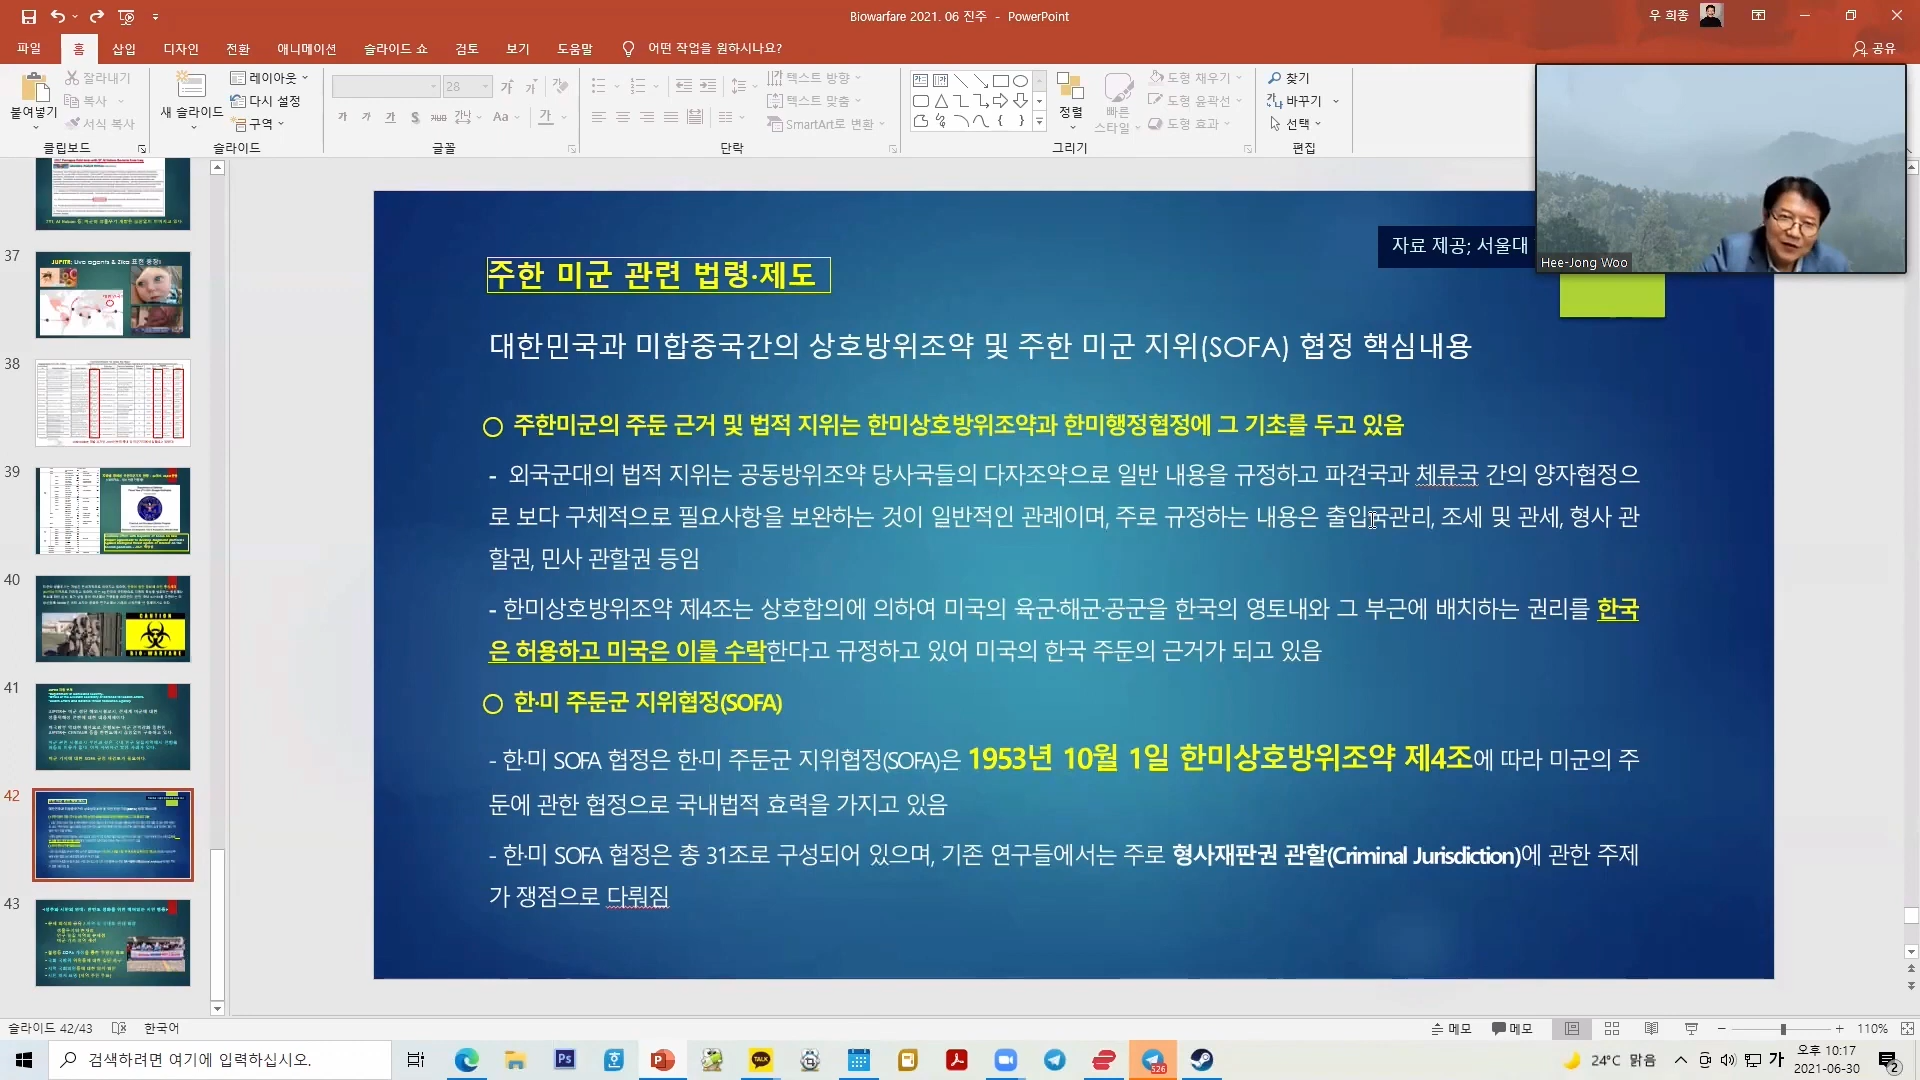 Biowarfare 2021. 06 진주 - PowerPoint
우 희종
파일 홈 삽입 디자인 전환 애니메이션 슬라이드 쇼 검토 보기 도움말 어떤 작업을 원하시나요?
공유
붙여넣기
잘라내기
복사
서식 복사
클립보드
새 슬라이드
레이아웃
다시 설정
구역
슬라이드
28
글꼴
텍스트 방향
텍스트 맞춤
SmartArt로 변환
단락
정렬
빠른 스타일
도형 채우기
도형 윤곽선
도형 효과
그리기
찾기
바꾸기
선택
편집
Hee-Jong Woo
37
38
39
40
CAUTION
41
42
43
자료 제공; 서울대
주한 미군 관련 법령·제도
대한민국과 미합중국간의 상호방위조약 및 주한 미군 지위(SOFA) 협정 핵심내용
○ 주한미군의 주둔 근거 및 법적 지위는 한미상호방위조약과 한미행정협정에 그 기초를 두고 있음
- 외국군대의 법적 지위는 공동방위조약 당사국들의 다자조약으로 일반 내용을 규정하고 파견국과 체류국 간의 양자협정으
로 보다 구체적으로 필요사항을 보완하는 것이 일반적인 관례이며, 주로 규정하는 내용은 출입국관리, 조세 및 관세, 형사 관
할권, 민사 관할권 등임
- 한미상호방위조약 제4조는 상호합의에 의하여 미국의 육군·해군·공군을 한국의 영토내와 그 부근에 배치하는 권리를 한국
은 허용하고 미국은 이를 수락한다고 규정하고 있어 미국의 한국 주둔의 근거가 되고 있음
○ 한·미 주둔군 지위협정(SOFA)
- 한·미 SOFA 협정은 한·미 주둔군 지위협정(SOFA)은 1953년 10월 1일 한미상호방위조약 제4조에 따라 미군의 주
둔에 관한 협정으로 국내법적 효력을 가지고 있음
- 한·미 SOFA 협정은 총 31조로 구성되어 있으며, 기존 연구들에서는 주로 형사재판권 관할(Criminal Jurisdiction)에 관한 주제
가 쟁점으로 다뤄짐
슬라이드 42/43 한국어
메모 메모 110%
검색하려면 여기에 입력하십시오.
24°C 맑음
가
오후 10:17
2021-06-30